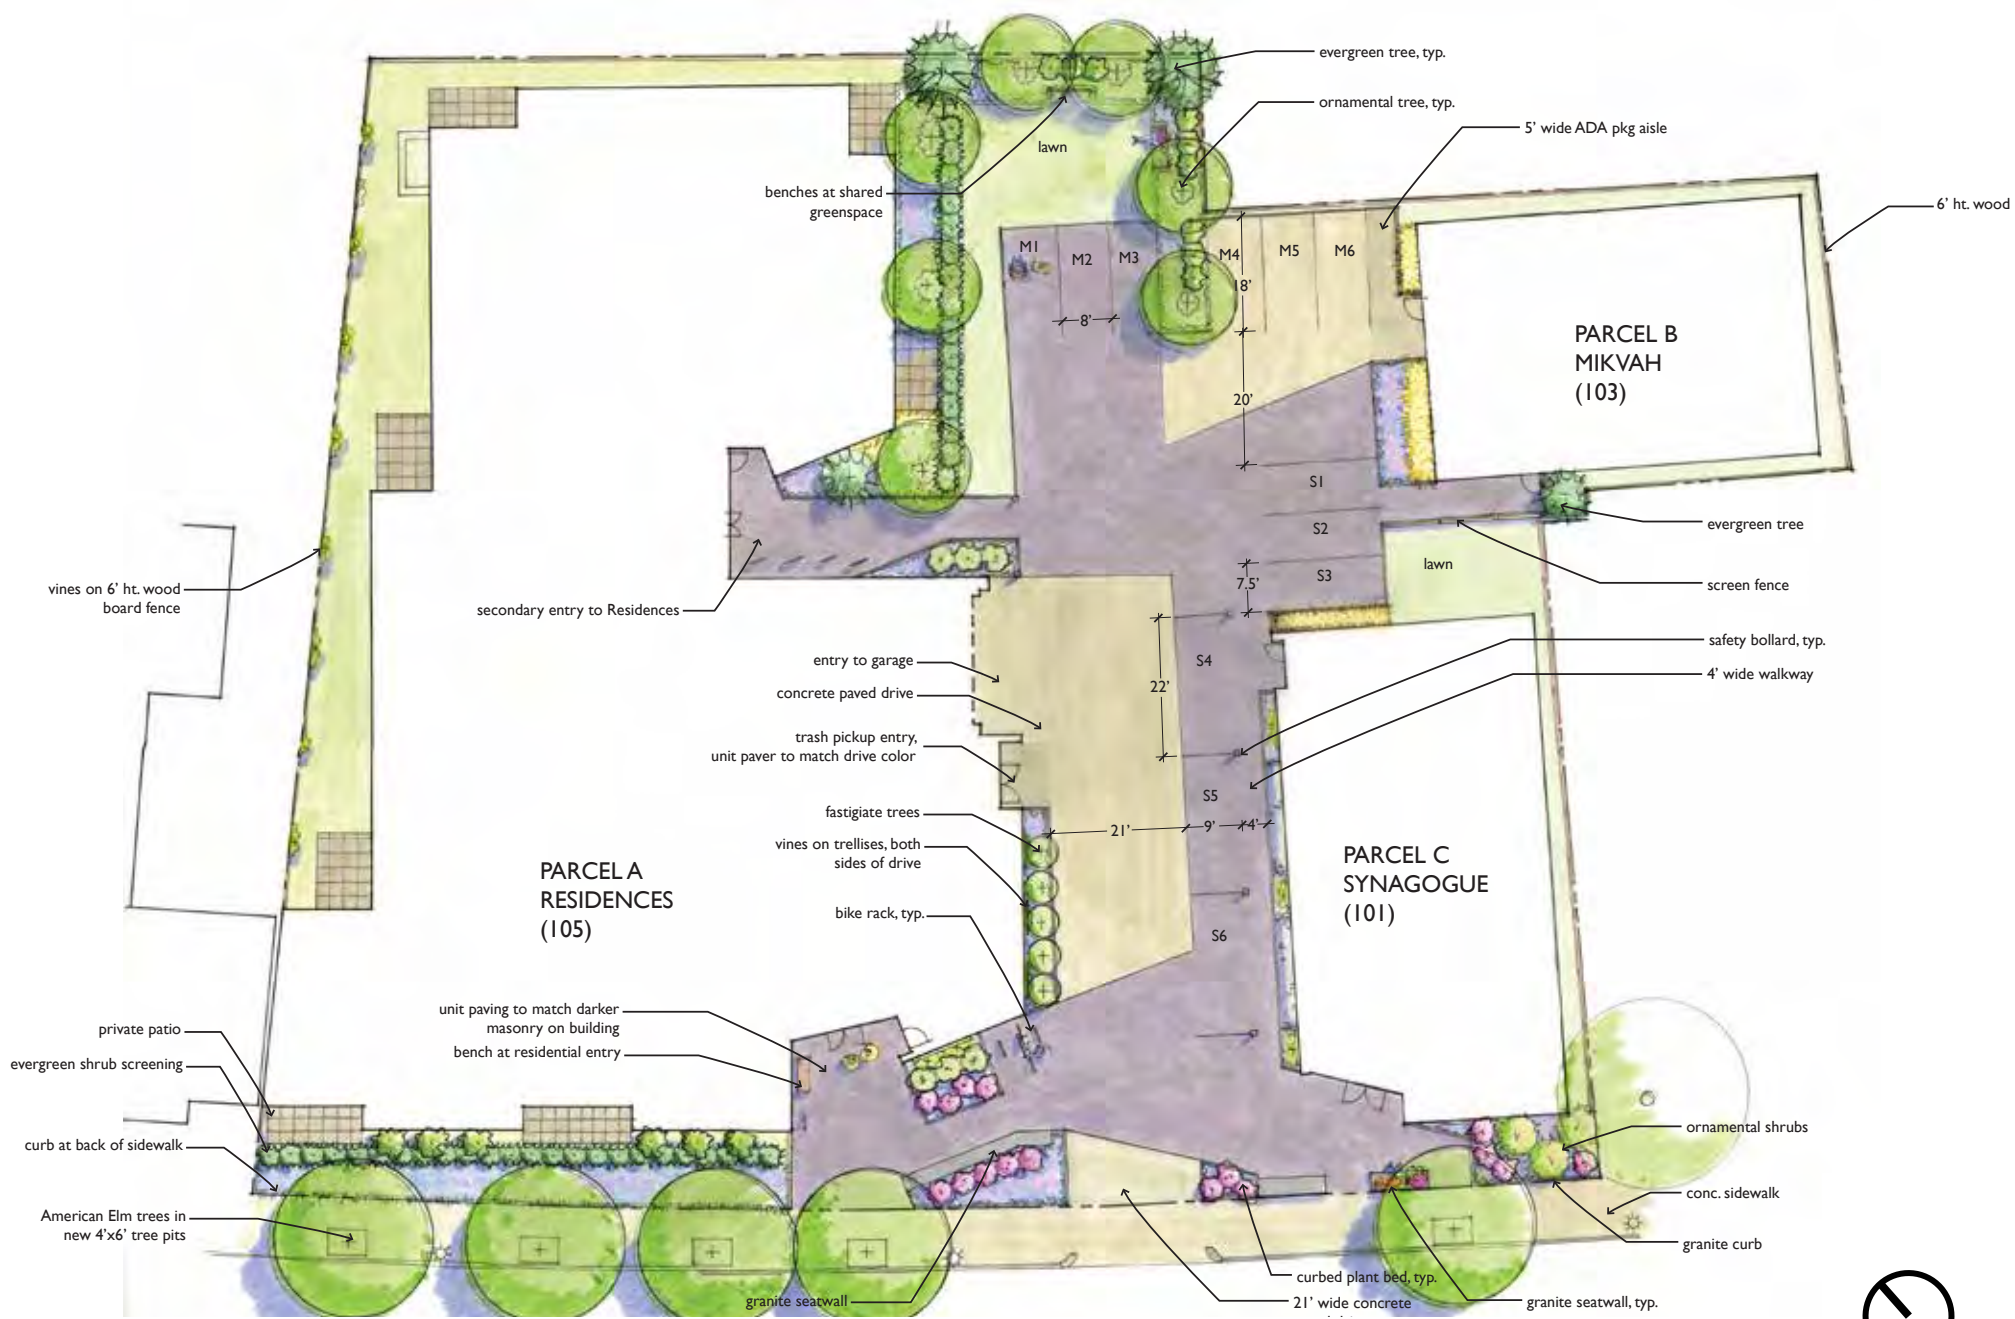 evergreen tree, typ.
ornamental tree, typ.
5' wide ADA pkg aisle
6' ht. wood
lawn
benches at shared
greenspace
M1
M2
M3
M4
M5
M6
18'
8'
20'
PARCEL B
MIKVAH
(103)
S1
S2
S3
7.5'
lawn
evergreen tree
screen fence
vines on 6' ht. wood
board fence
secondary entry to Residences
safety bollard, typ.
4' wide walkway
entry to garage
concrete paved drive
trash pickup entry,
unit paver to match drive color
S4
22'
S5
21'
9'
4'
fastigiate trees
vines on trellises, both
sides of drive
bike rack, typ.
S6
PARCEL A
RESIDENCES
(105)
PARCEL C
SYNAGOGUE
(101)
unit paving to match darker
masonry on building
bench at residential entry
private patio
evergreen shrub screening
curb at back of sidewalk
American Elm trees in
new 4'x6' tree pits
ornamental shrubs
conc. sidewalk
granite curb
granite seatwall
curbed plant bed, typ.
21' wide concrete
granite seatwall, typ.